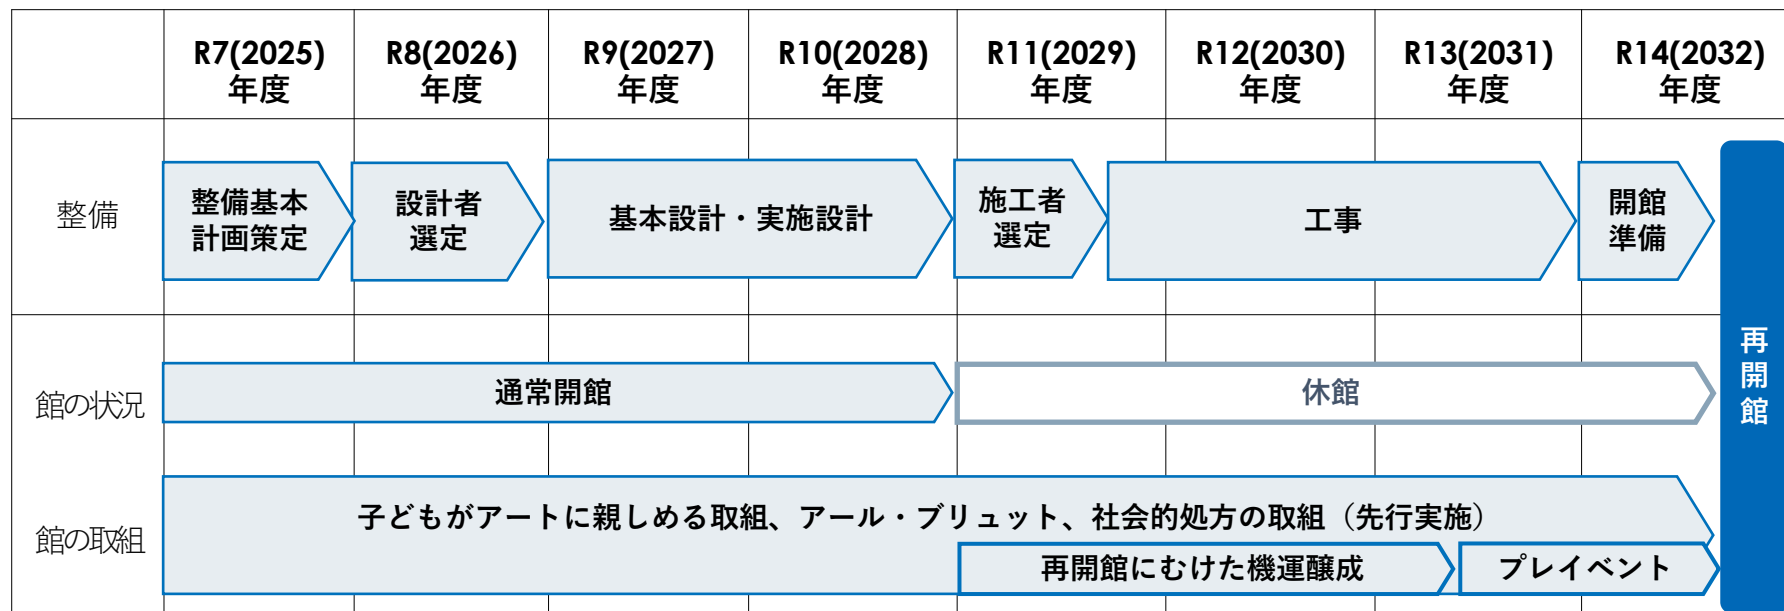 R7(2025)
年度
R8(2026)
年度
R9(2027)
年度
R10(2028)
年度
R11(2029)
年度
R12(2030)
年度
R13(2031)
年度
R14(2032)
年度
整備
整備基本
計画策定
設計者
選定
基本設計・実施設計
施工者
選定
工事
開館
準備
館の状況
通常開館
休館
館の取組
子どもがアートに親しめる取組、アール・ブリュット、社会的処方の取組（先行実施）
再開館にむけた機運醸成
プレイベント
再開館